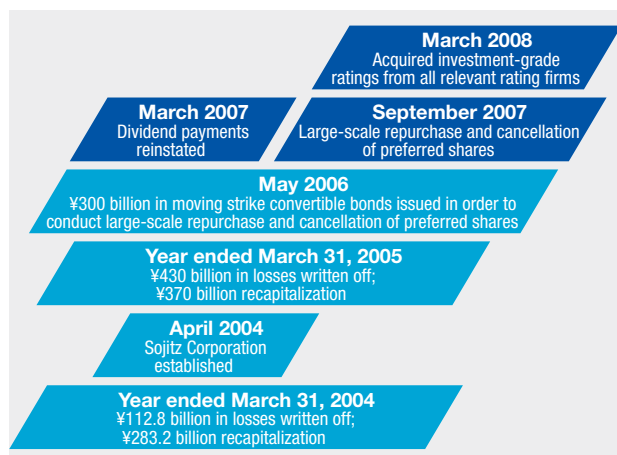 March 2008
Acquired investment-grade
ratings from all relevant rating firms
March 2007
Dividend payments
reinstated
September 2007
Large-scale repurchase and cancellation
of preferred shares
May 2006
¥300 billion in moving strike convertible bonds issued in order to
conduct large-scale repurchase and cancellation of preferred shares
Year ended March 31, 2005
¥430 billion in losses written off;
¥370 billion recapitalization
April 2004
Sojitz Corporation
established
Year ended March 31, 2004
¥112.8 billion in losses written off;
¥283.2 billion recapitalization